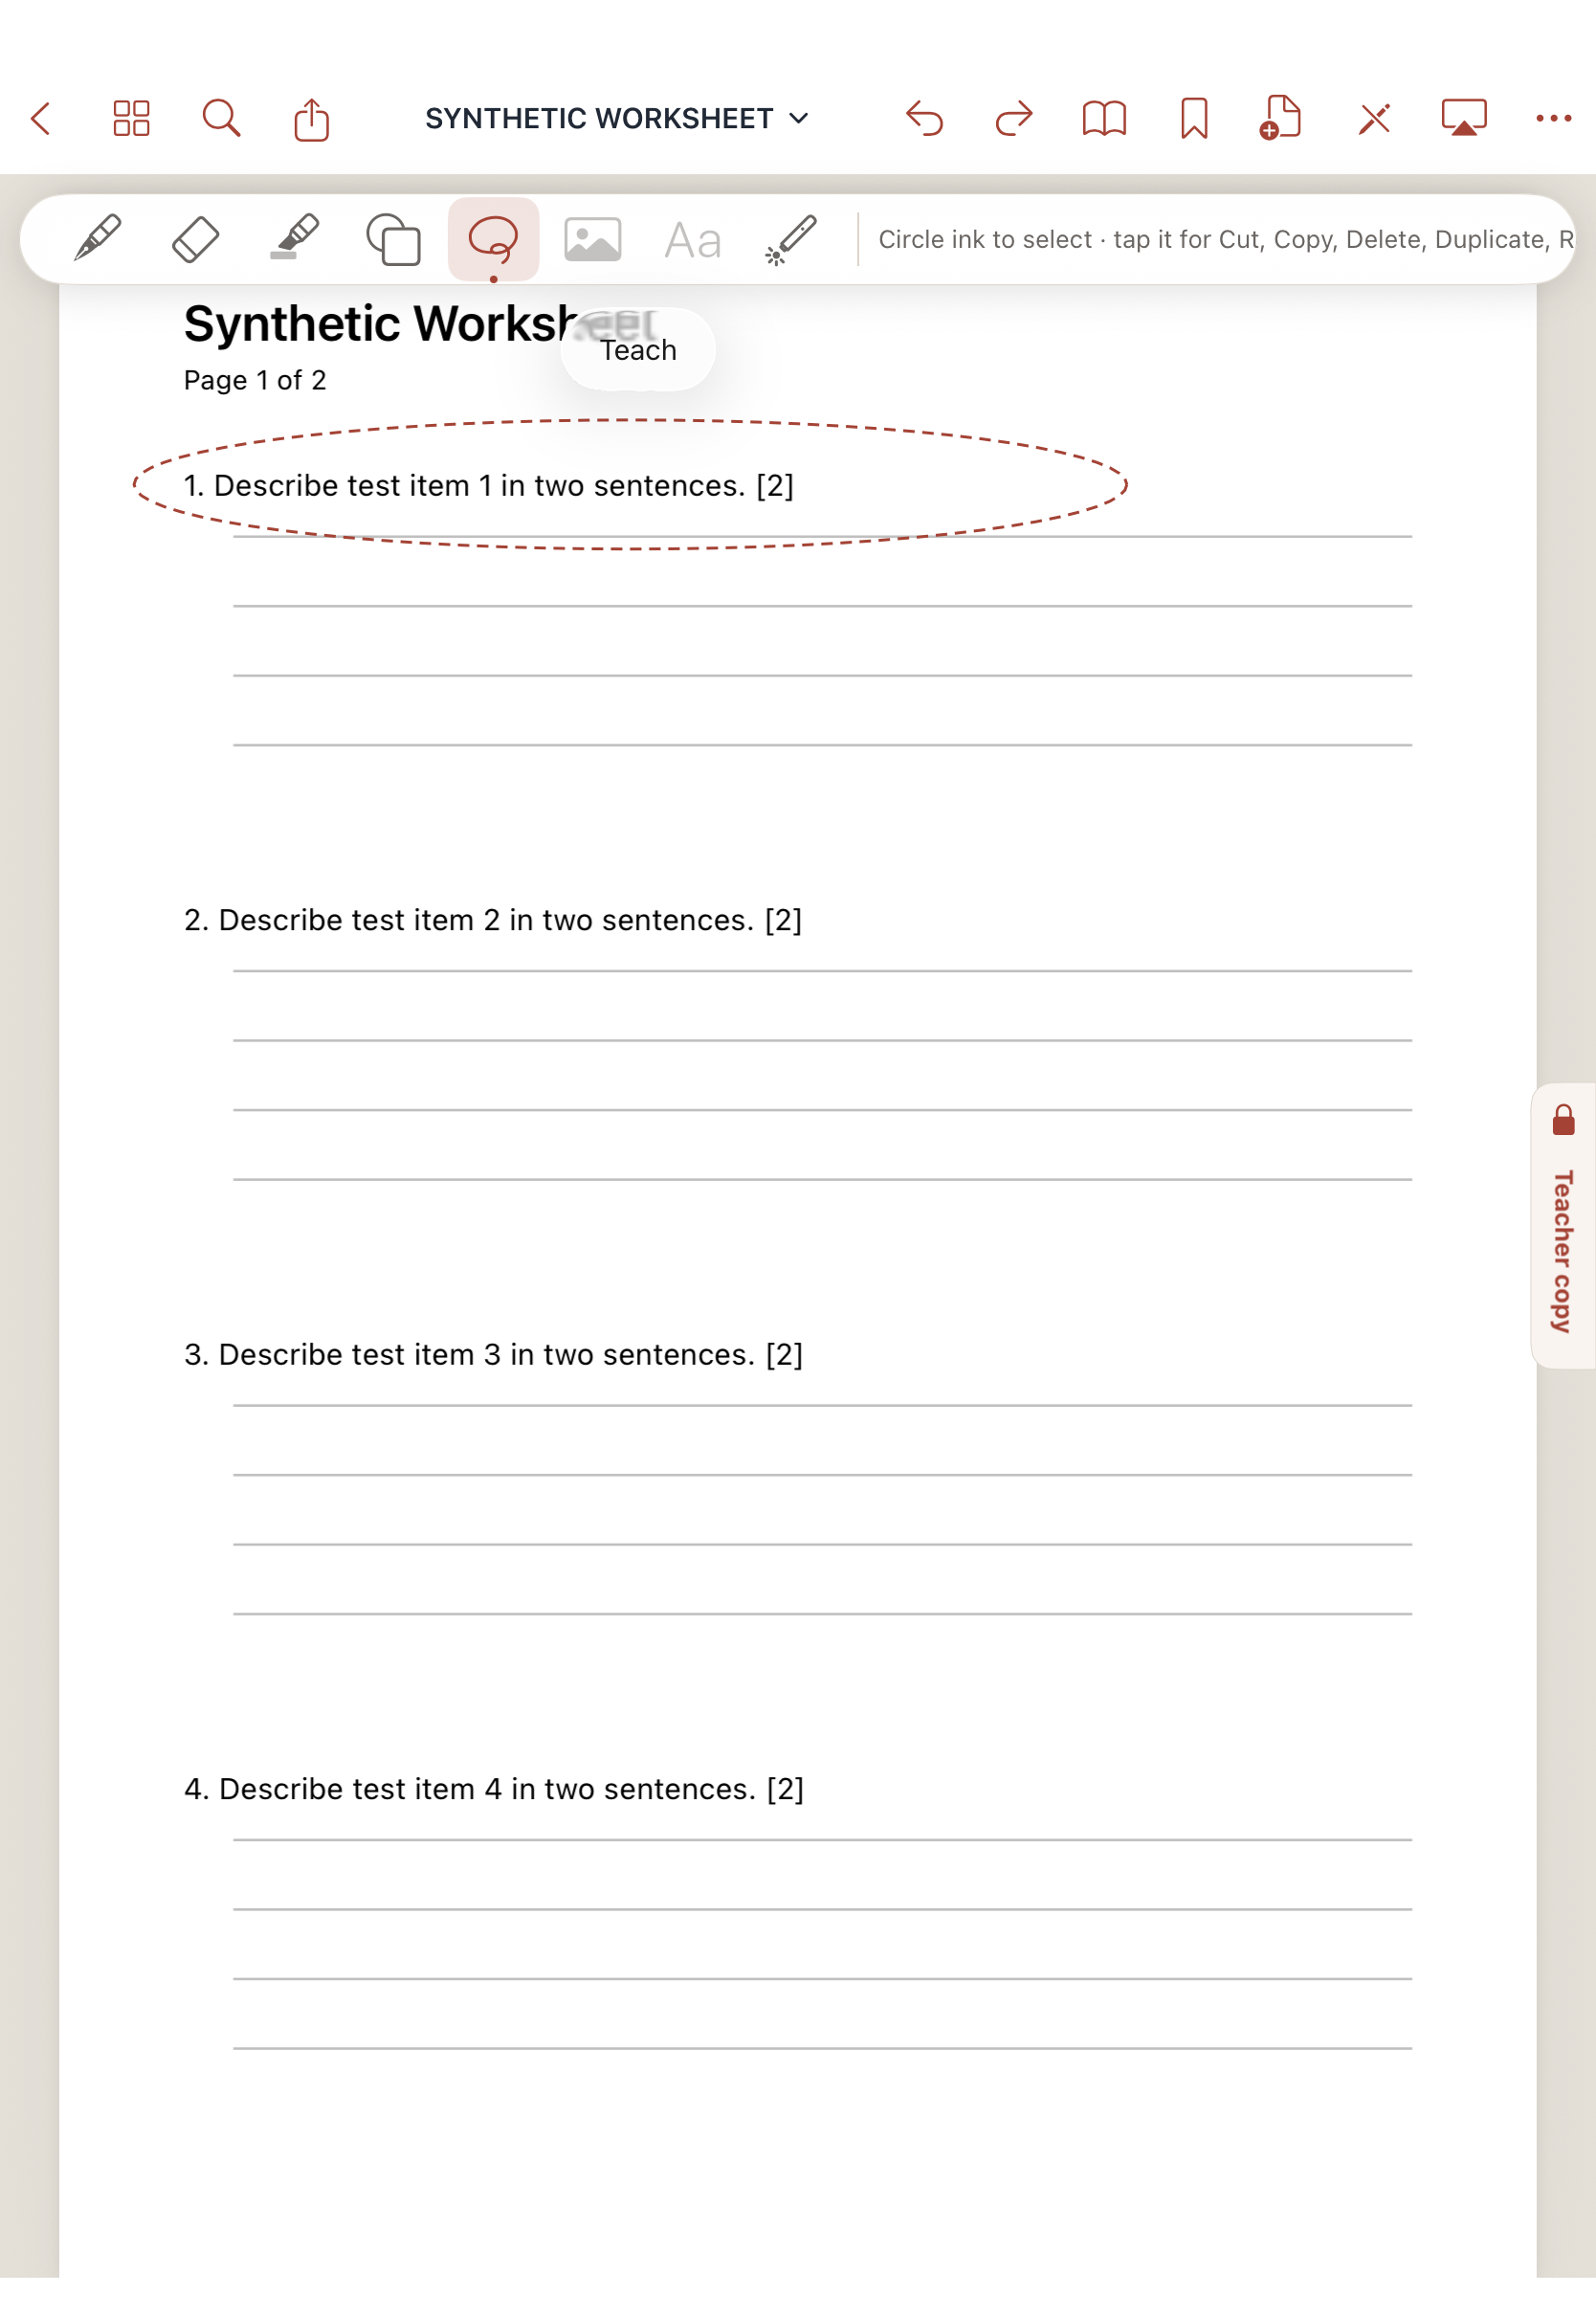 SYNTHETIC WORKSHEET
Aa
Circle ink to select · tap it for Cut, Copy, Delete, Duplicate, R
Synthetic Worksheet
Teach
Page 1 of 2
1. Describe test item 1 in two sentences. [2]
2. Describe test item 2 in two sentences. [2]
3. Describe test item 3 in two sentences. [2]
4. Describe test item 4 in two sentences. [2]
Teacher copy